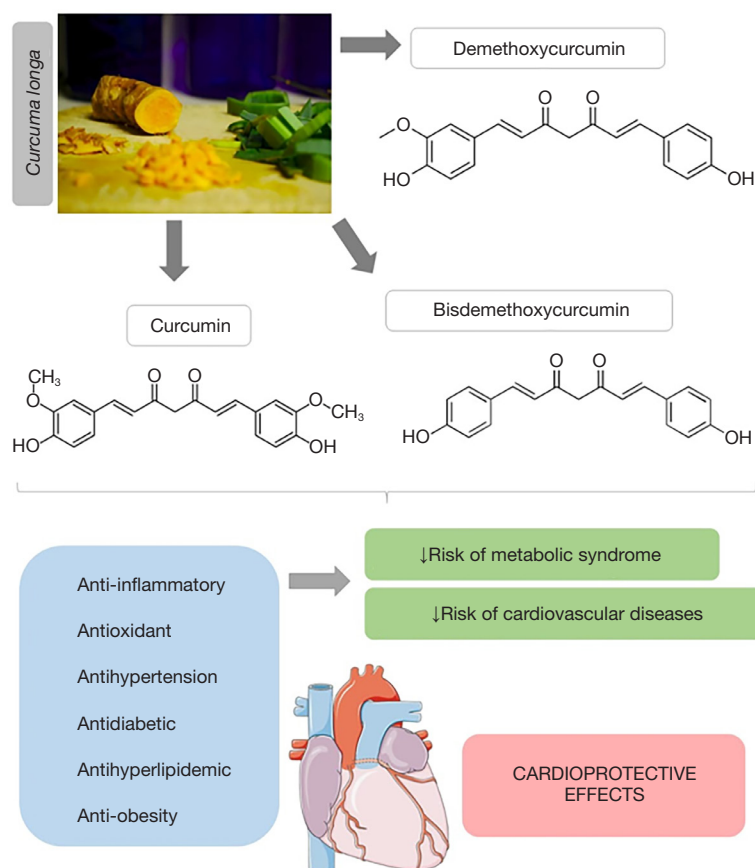 Curcuma longa
Demethoxycurcumin
O
O
O
HO
OH
Curcumin
Bisdemethoxycurcumin
CH3
O
O
O
O
CH3
HO
OH
O
O
HO
OH
Anti-inflammatory
Antioxidant
Antihypertension
Antidiabetic
Antihyperlipidemic
Anti-obesity
↓Risk of metabolic syndrome
↓Risk of cardiovascular diseases
CARDIOPROTECTIVE
EFFECTS